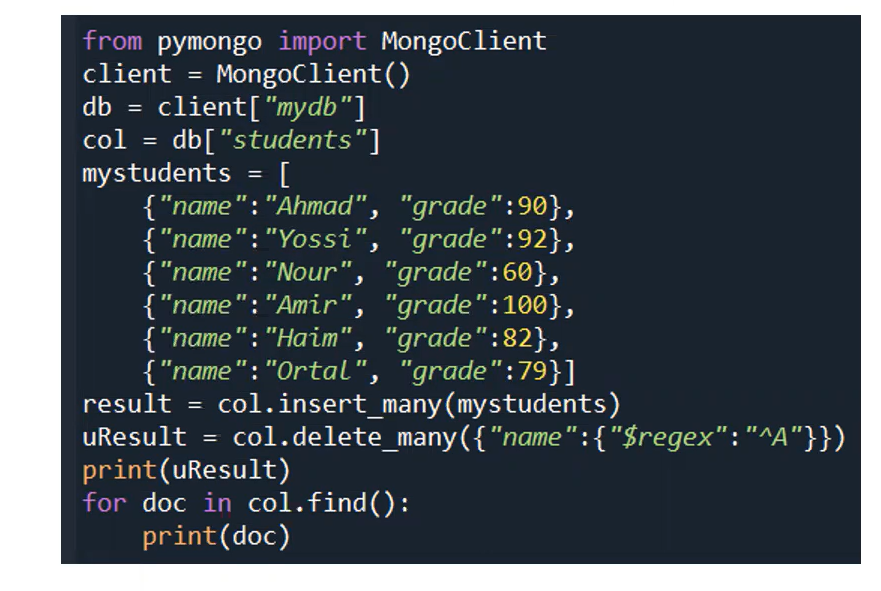 from pymongo import MongoClient
client = MongoClient()
db = client["mydb"]
col = db["students"]
mystudents = [
    {"name":"Ahmad", "grade":90},
    {"name":"Yossi", "grade":92},
    {"name":"Nour", "grade":60},
    {"name":"Amir", "grade":100},
    {"name":"Haim", "grade":82},
    {"name":"Ortal", "grade":79}]
result = col.insert_many(mystudents)
uResult = col.delete_many({"name":{"$regex":"^A"}})
print(uResult)
for doc in col.find():
    print(doc)